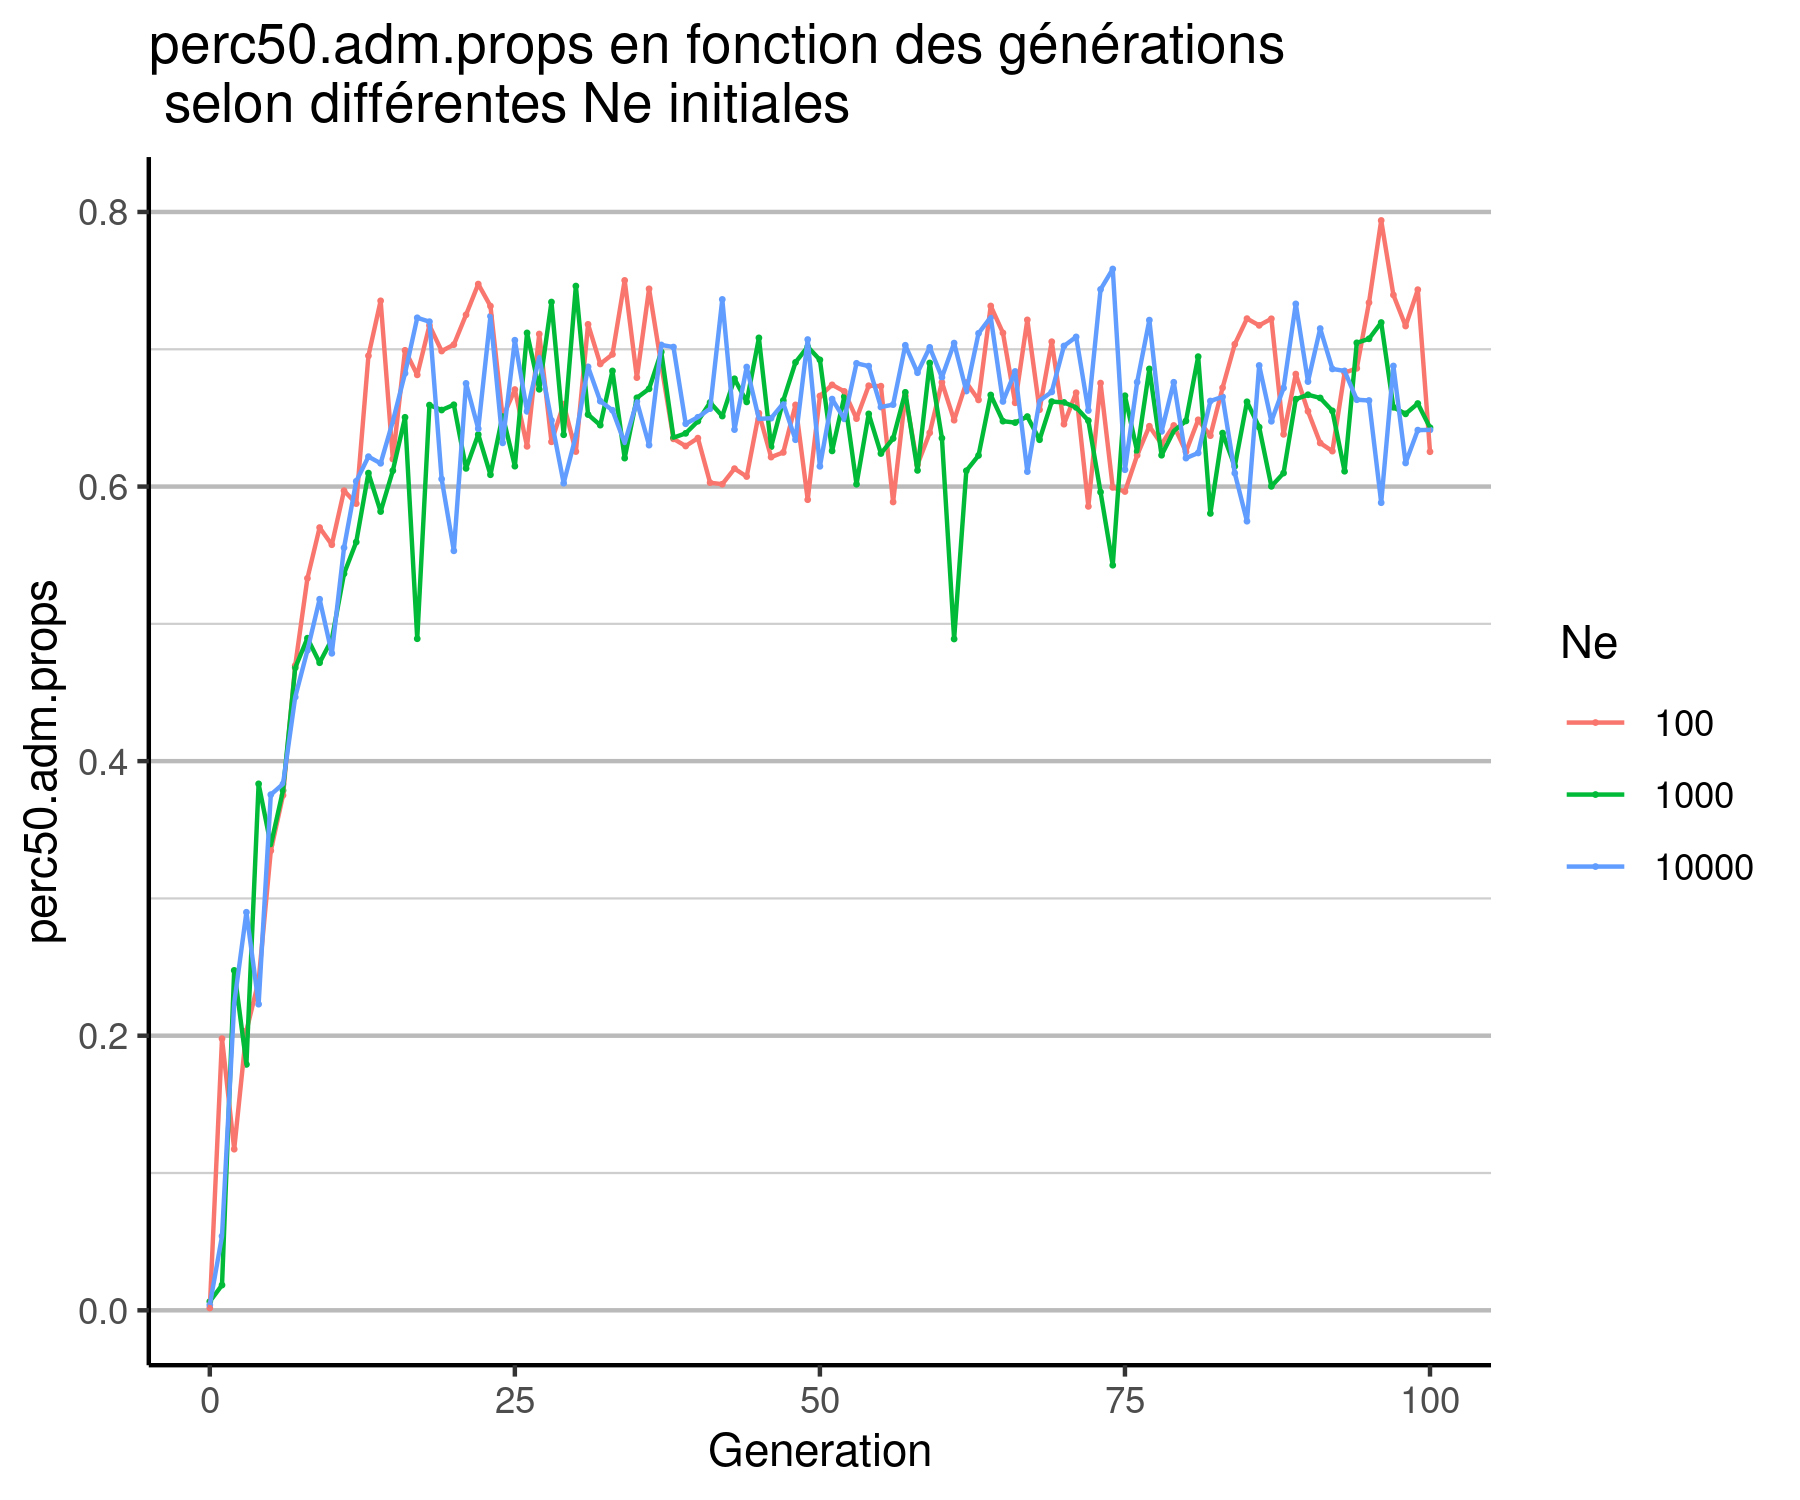 perc50.adm.props en fonction des générations
selon différentes Ne initiales
perc50.adm.props
0.8
0.6
0.4
0.2
0.0
0 25 50 75 100
Generation
Ne
100
1000
10000